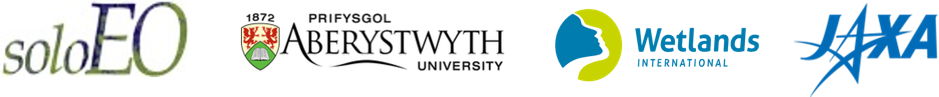 soloEO
1872
PRIFYSGOL
ABERYSTWYTH
UNIVERSITY
Wetlands
INTERNATIONAL
JAXA